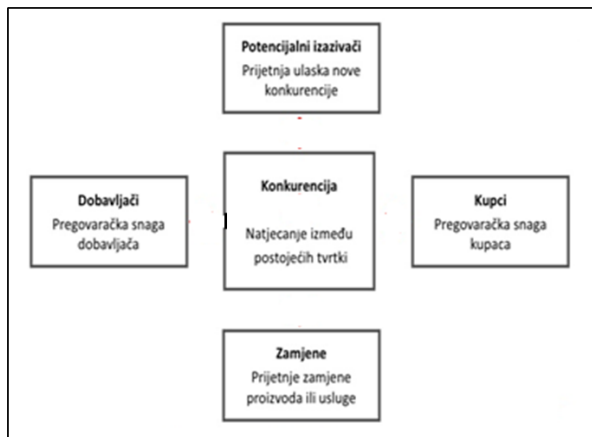 Potencijalni izazivači
Prijetnja ulaska nove
konkurencije
Dobavljači
Pregovaračka snaga
dobavljača
Konkurencija
Natjecanje između
postojećih tvrtki
Kupci
Pregovaračka snaga
kupaca
Zamjene
Prijetnje zamjene
proizvoda ili usluge